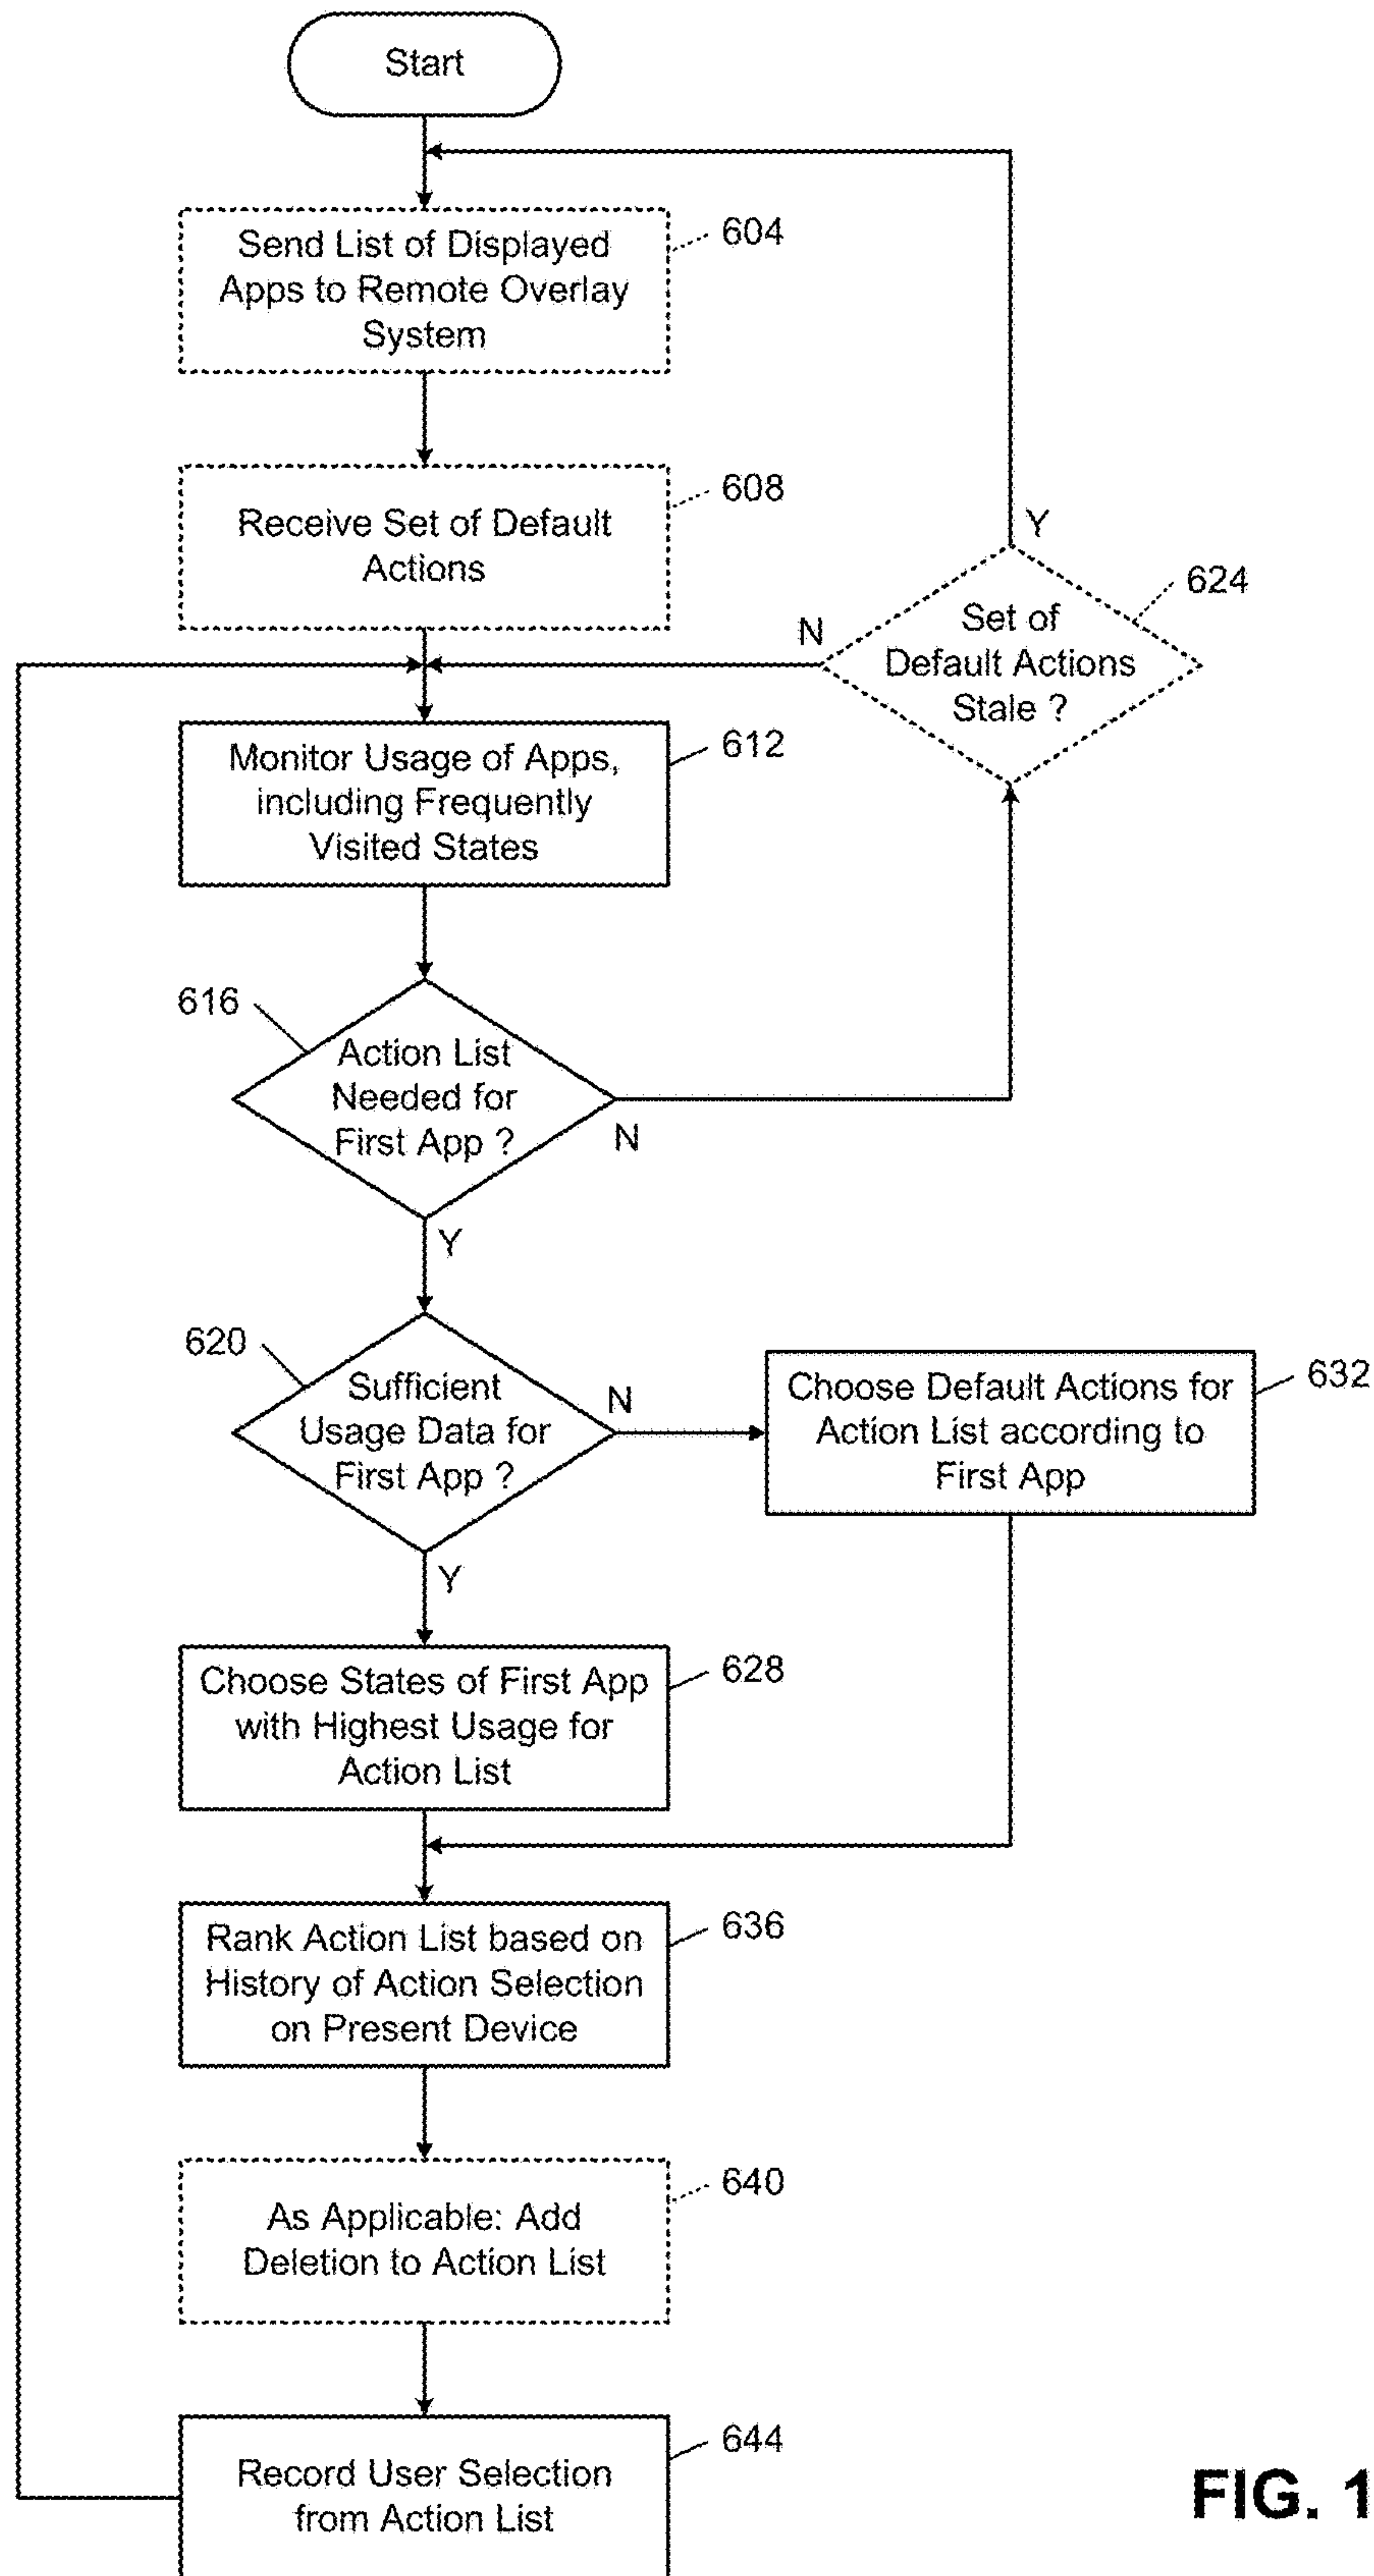 Start
Send List of Displayed
Apps to Remote Overlay
System
604
Receive Set of Default
Actions
608
Y
Set of
Default Actions
Stale ?
624
N
Monitor Usage of Apps,
including Frequently
Visited States
612
616
Action List
Needed for
First App ?
N
Y
620
Sufficient
Usage Data for
First App ?
N
Choose Default Actions for
Action List according to
First App
632
Y
Choose States of First App
with Highest Usage for
Action List
628
Rank Action List based on
History of Action Selection
on Present Device
636
As Applicable: Add
Deletion to Action List
640
Record User Selection
from Action List
644
FIG. 1